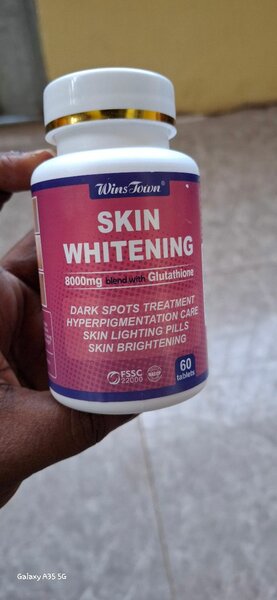 Wins Town®
SKIN
WHITENING
8000mg blend with Glutathione
DARK SPOTS TREATMENT
HYPERPIGMENTATION CARE
SKIN LIGHTING PILLS
SKIN BRIGHTENING
FSSC
22000
60
tablets
Galaxy A35 5G